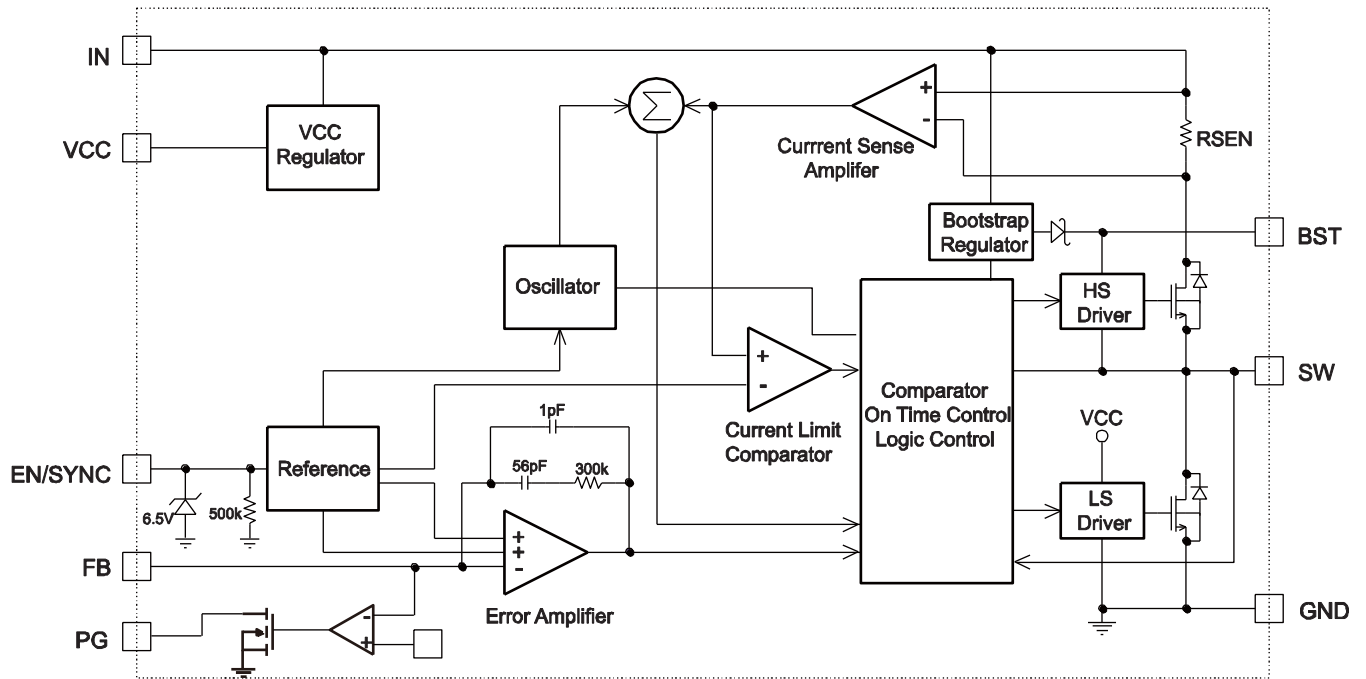 IN
VCC
VCC
Regulator
Σ
+
-
Currrent Sense
Amplifer
RSEN
Bootstrap
Regulator
BST
Oscillator
HS
Driver
+
-
Current Limit
Comparator
Comparator
On Time Control
Logic Control
SW
VCC
1pF
56pF
300k
EN/SYNC
Reference
6.5V
500k
LS
Driver
+
+
-
Error Amplifier
FB
PG
-
+
GND